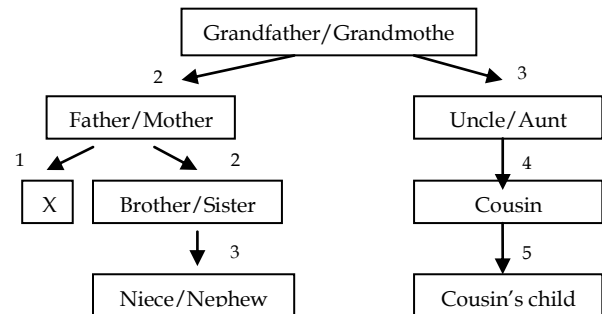 Grandfather/Grandmothe
2 3
Father/Mother Uncle/Aunt
1 2 4
X Brother/Sister Cousin
3 5
Niece/Nephew Cousin's child